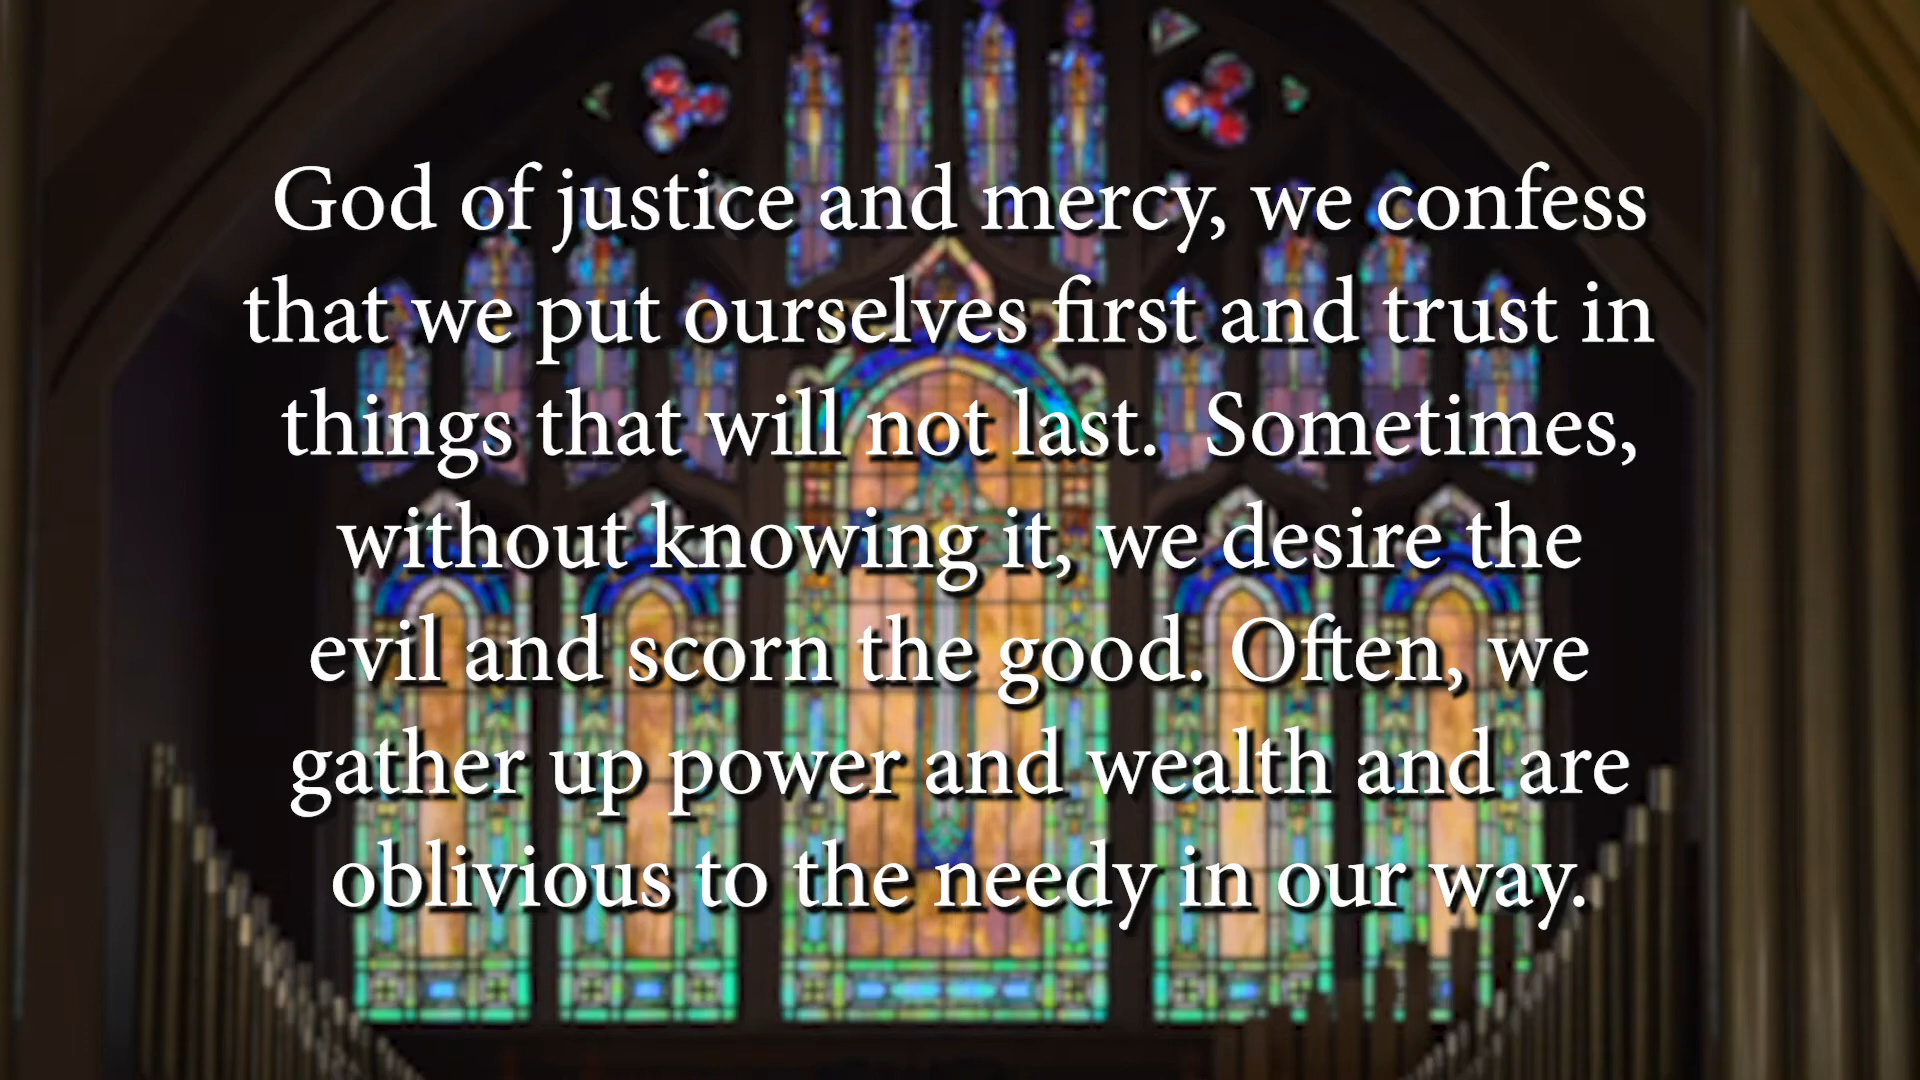 God of justice and mercy, we confess
that we put ourselves first and trust in
things that will not last.  Sometimes,
without knowing it, we desire the
evil and scorn the good. Often, we
gather up power and wealth and are
oblivious to the needy in our way.